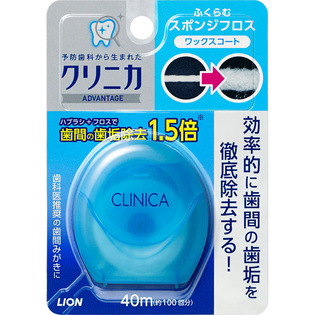 予防歯科から生まれた
クリニカ
ADVANTAGE
ふくらむ
スポンジフロス
ワックスコート
ハブラシ+フロスで
歯間の歯垢除去1.5倍※
効率的に歯間の歯垢を
徹底除去する!
歯科医推奨の歯間みがきに
CLINICA
LION
40m(約100回分)